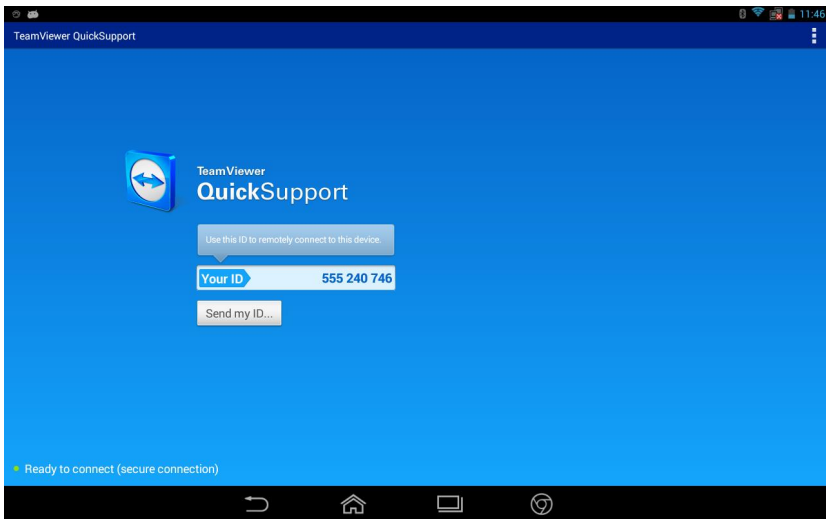 11:46
TeamViewer QuickSupport
TeamViewer
QuickSupport
Use this ID to remotely connect to this device.
Your ID 555 240 746
Send my ID...
Ready to connect (secure connection)